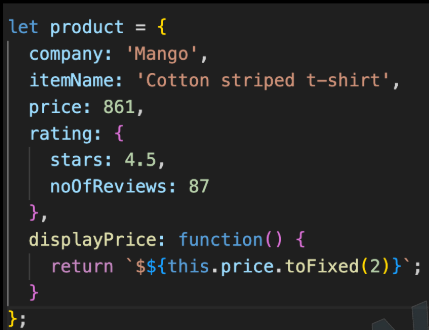 let product = {
  company: 'Mango',
  itemName: 'Cotton striped t-shirt',
  price: 861,
  rating: {
    stars: 4.5,
    noOfReviews: 87
  },
  displayPrice: function() {
    return `$${this.price.toFixed(2)}`;
  }
};